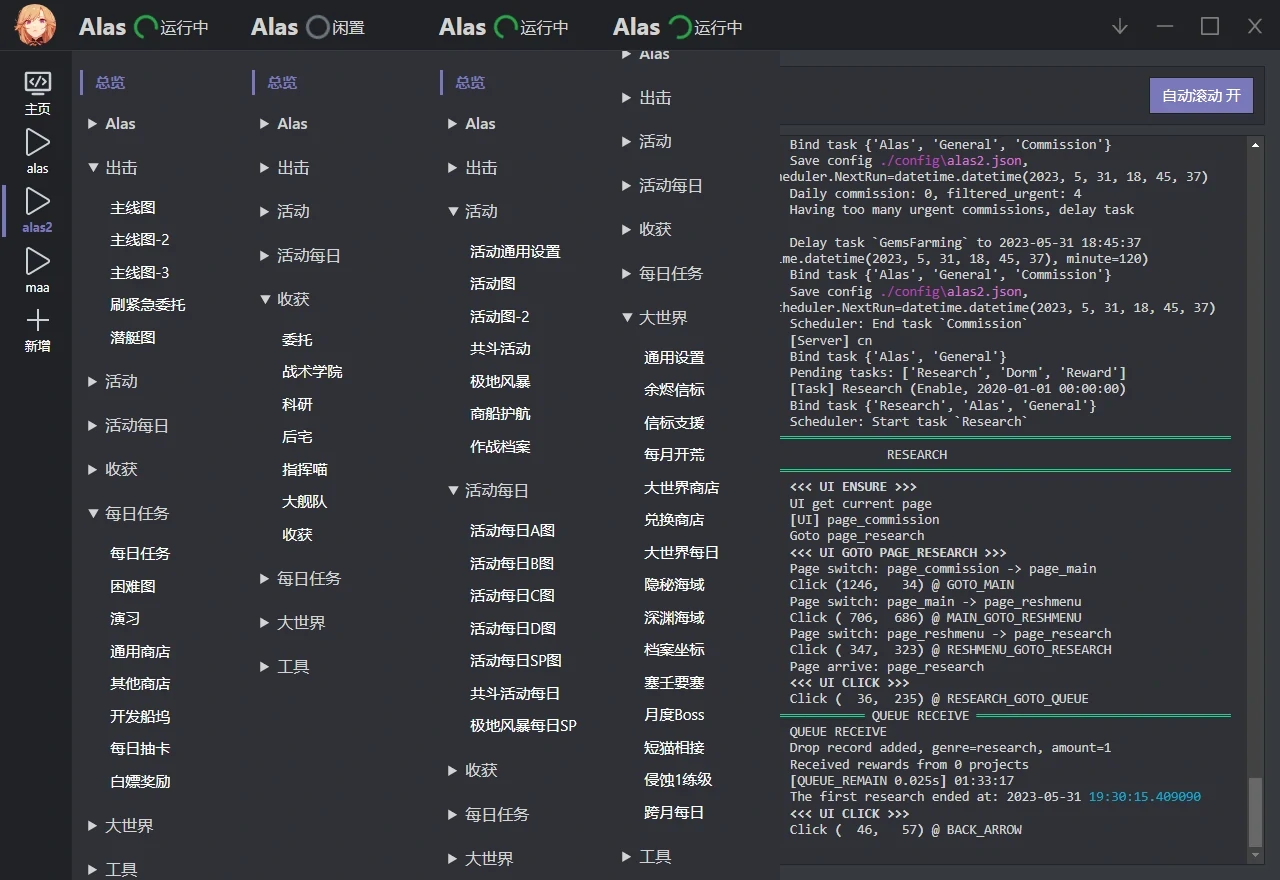 Alas 运行中
Alas 闲置
Alas 运行中
Alas 运行中
主页
alas
alas2
maa
新增
总览
Alas
出击
主线图
主线图-2
主线图-3
刷紧急委托
潜艇图
活动
活动每日
收获
每日任务
每日任务
困难图
演习
通用商店
其他商店
开发船坞
每日抽卡
白嫖奖励
大世界
工具
总览
Alas
出击
活动
活动每日
收获
委托
战术学院
科研
后宅
指挥喵
大舰队
收获
每日任务
大世界
工具
总览
Alas
出击
活动
活动通用设置
活动图
活动图-2
共斗活动
极地风暴
商船护航
作战档案
活动每日
活动每日A图
活动每日B图
活动每日C图
活动每日D图
活动每日SP图
共斗活动每日
极地风暴每日SP
收获
每日任务
大世界
Alas
出击
活动
活动每日
收获
每日任务
大世界
通用设置
余烬信标
信标支援
每月开荒
大世界商店
兑换商店
大世界每日
隐秘海域
深渊海域
档案坐标
塞壬要塞
月度Boss
短猫相接
侵蚀1练级
跨月每日
工具
自动滚动 开
Bind task {'Alas', 'General', 'Commission'}
Save config ./config\alas2.json,
heduler.NextRun=datetime.datetime(2023, 5, 31, 18, 45, 37)
Daily commission: 0, filtered_urgent: 4
Having too many urgent commissions, delay task
Delay task `GemsFarming` to 2023-05-31 18:45:37
me.datetime(2023, 5, 31, 18, 45, 37), minute=120)
Bind task {'Alas', 'General', 'Commission'}
Save config ./config\alas2.json,
cheduler.NextRun=datetime.datetime(2023, 5, 31, 18, 45, 37)
Scheduler: End task `Commission`
[Server] cn
Bind task {'Alas', 'General'}
Pending tasks: ['Research', 'Dorm', 'Reward']
[Task] Research (Enable, 2020-01-01 00:00:00)
Bind task {'Research', 'Alas', 'General'}
Scheduler: Start task `Research`
RESEARCH
<<< UI ENSURE >>>
UI get current page
[UI] page_commission
Goto page_research
<<< UI GOTO PAGE_RESEARCH >>>
Page switch: page_commission -> page_main
Click (1246,   34) @ GOTO_MAIN
Page switch: page_main -> page_reshmenu
Click ( 706,  686) @ MAIN_GOTO_RESHMENU
Page switch: page_reshmenu -> page_research
Click ( 347,  323) @ RESHMENU_GOTO_RESEARCH
Page arrive: page_research
<<< UI CLICK >>>
Click (  36,  235) @ RESEARCH_GOTO_QUEUE
QUEUE RECEIVE
QUEUE RECEIVE
Drop record added, genre=research, amount=1
Received rewards from 0 projects
[QUEUE_REMAIN 0.025s] 01:33:17
The first research ended at: 2023-05-31 19:30:15.409090
<<< UI CLICK >>>
Click (  46,   57) @ BACK_ARROW